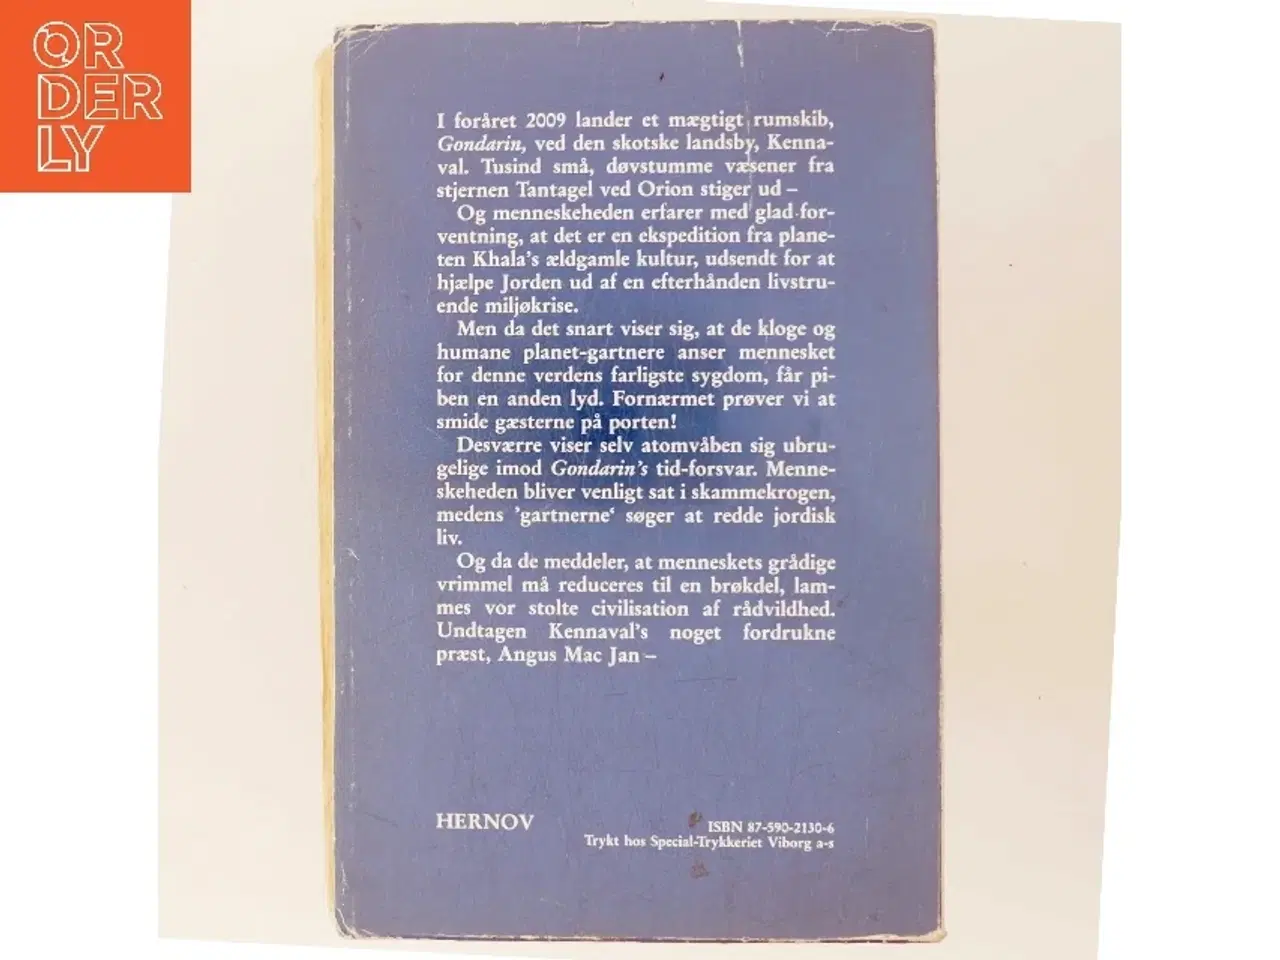 ORDERLY
I foråret 2009 lander et mægtigt rumskib,
Gondarin, ved den skotske landsby, Kenna-
val. Tusind små, døvstumme væsener fra
stjernen Tantagel ved Orion stiger ud –
Og menneskeheden erfarer med glad for-
ventning, at det er en ekspedition fra plane-
ten Khala's ældgamle kultur, udsendt for at
hjælpe Jorden ud af en efterhånden livstru-
ende miljøkrise.
Men da det snart viser sig, at de kloge og
humane planet-gartnere anser mennesket
for denne verdens farligste sygdom, får pi-
ben en anden lyd. Fornærmet prøver vi at
smide gæsterne på porten!
Desværre viser selv atomvåben sig ubru-
gelige imod Gondarin's tid-forsvar. Menne-
skeheden bliver venligt sat i skammekrogen,
medens 'gartnerne' søger at redde jordisk
liv.
Og da de meddeler, at menneskets grådige
vrimmel må reduceres til en brøkdel, lam-
mes vor stolte civilisation af rådvildhed.
Undtagen Kennaval's noget fordrukne
præst, Angus Mac Jan –
HERNOV
ISBN 87-590-2130-6
Trykt hos Special-Trykkeriet Viborg a-s